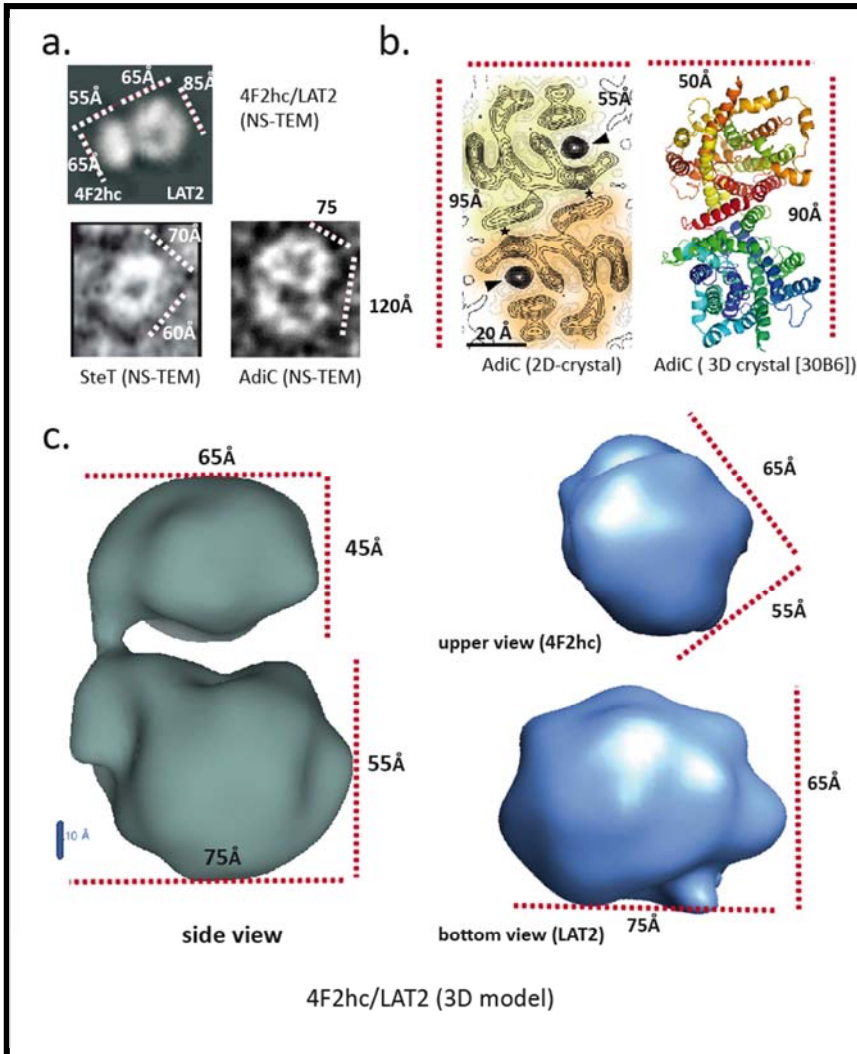 a.
65Å
55Å
85Å
4F2hc/LAT2
(NS-TEM)
65Å
4F2hc
LAT2
70Å
60Å
SteT (NS-TEM)
75
120Å
AdiC (NS-TEM)
b.
55Å
95Å
20 Å
AdiC (2D-crystal)
50Å
90Å
AdiC ( 3D crystal [30B6])
c.
65Å
45Å
55Å
10 Å
75Å
side view
65Å
55Å
upper view (4F2hc)
65Å
75Å
bottom view (LAT2)
4F2hc/LAT2 (3D model)